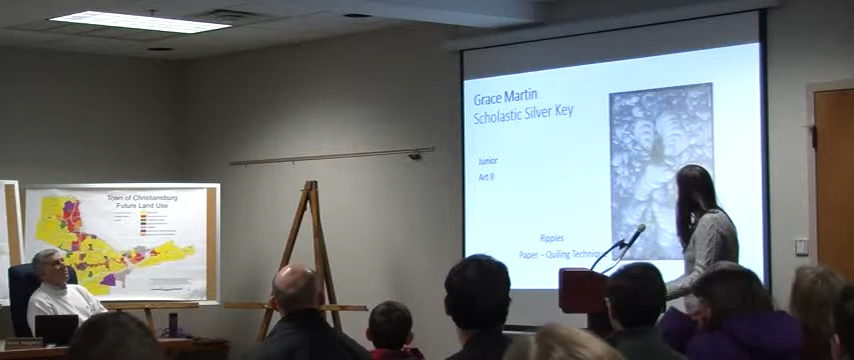 Grace Martin
Scholastic Silver Key
Junior
Art II
Ripples
Paper – Quiling Technique
Town of Christiansburg
Future Land Use